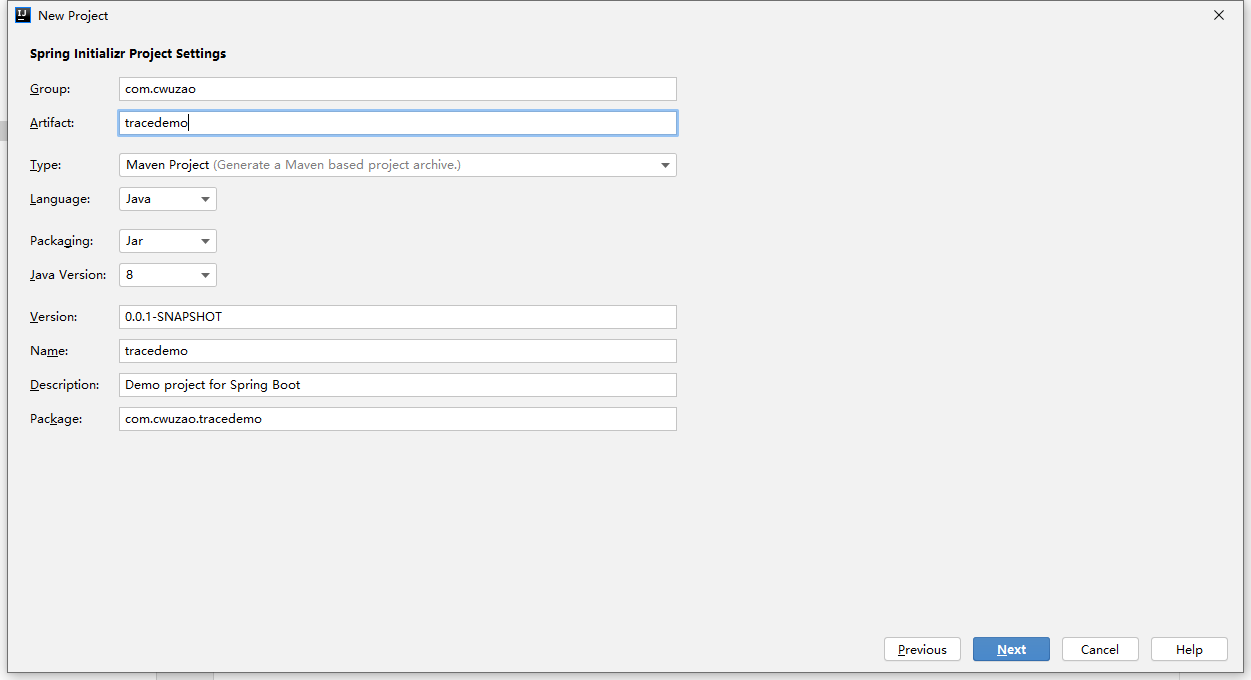 New Project
Spring Initializr Project Settings
Group: com.cwuzao
Artifact: tracedemo
Type: Maven Project (Generate a Maven based project archive.)
Language: Java
Packaging: Jar
Java Version: 8
Version: 0.0.1-SNAPSHOT
Name: tracedemo
Description: Demo project for Spring Boot
Package: com.cwuzao.tracedemo
Previous Next Cancel Help